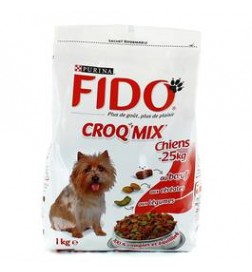 PURINA
FIDO
Plus de goût, plus de plaisir
CROQ' MIX
Chiens
-25kg
au bœuf
aux céréales
aux légumes
1kg